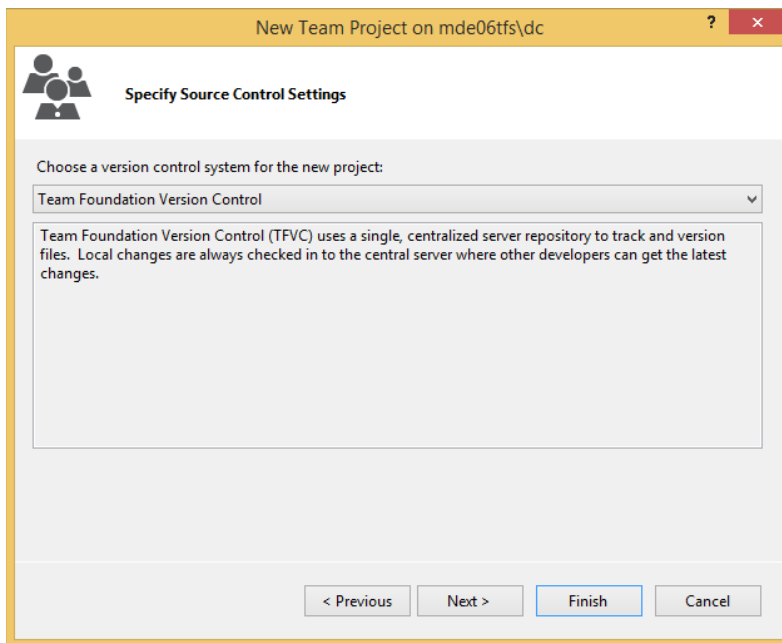 New Team Project on mde06tfs\dc
?
×
Specify Source Control Settings
Choose a version control system for the new project:
Team Foundation Version Control
Team Foundation Version Control (TFVC) uses a single, centralized server repository to track and version
files.  Local changes are always checked in to the central server where other developers can get the latest
changes.
< Previous
Next >
Finish
Cancel